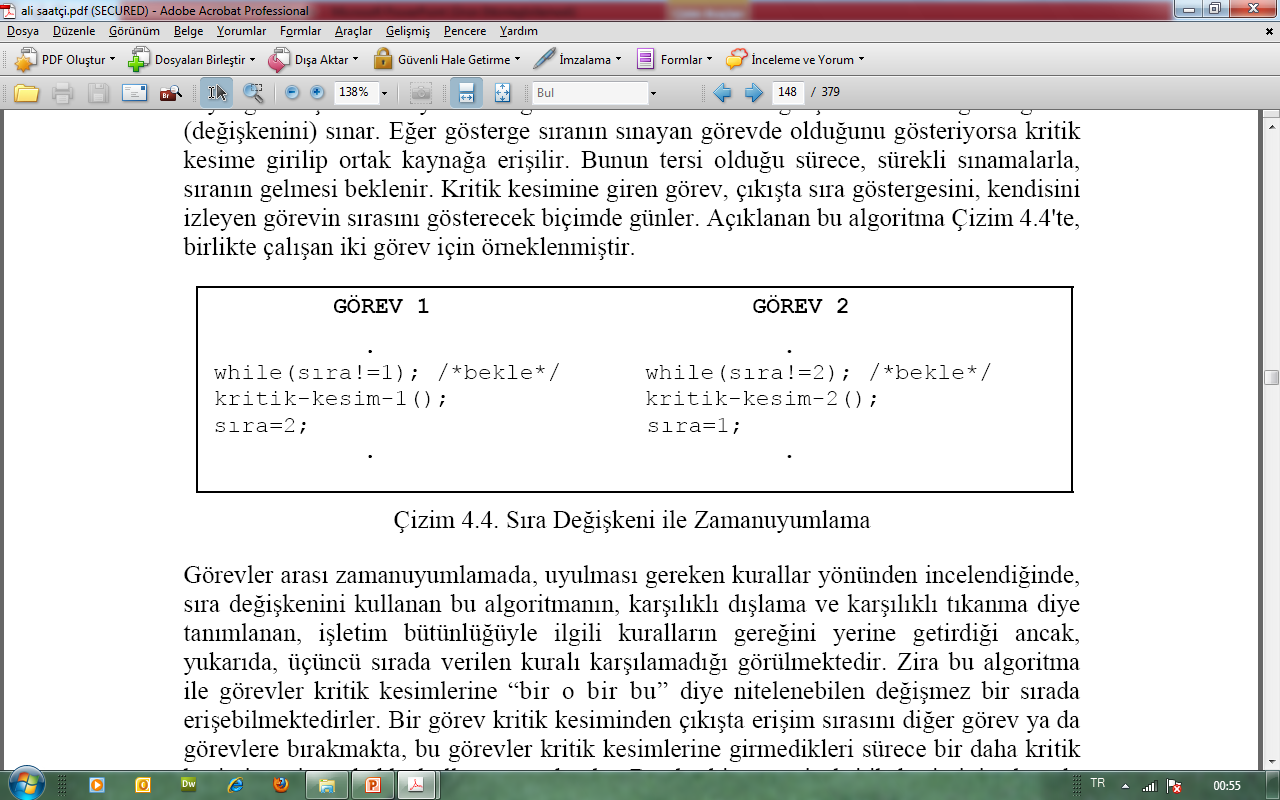 ali saatçi.pdf (SECURED) - Adobe Acrobat Professional
Dosya Düzenle Görünüm Belge Yorumlar Formlar Araçlar Gelişmiş Pencere Yardım
PDF Oluştur Dosyaları Birleştir Dışa Aktar Güvenli Hale Getirme İmzalama Formlar İnceleme ve Yorum
138% Bul 148 / 379
(değişkenini) sınar. Eğer gösterge sıranın sınayan görevde olduğunu gösteriyorsa kritik
kesime girilip ortak kaynağa erişilir. Bunun tersi olduğu sürece, sürekli sınamalarla,
sıranın gelmesi beklenir. Kritik kesimine giren görev, çıkışta sıra göstergesini, kendisini
izleyen görevin sırasını gösterecek biçimde günler. Açıklanan bu algoritma Çizim 4.4'te,
birlikte çalışan iki görev için örneklenmiştir.
GÖREV 1 GÖREV 2
. .
while(sıra!=1); /*bekle*/ while(sıra!=2); /*bekle*/
kritik-kesim-1(); kritik-kesim-2();
sıra=2; sıra=1;
. .
Çizim 4.4. Sıra Değişkeni ile Zamanuyumlama
Görevler arası zamanuyumlamada, uyulması gereken kurallar yönünden incelendiğinde,
sıra değişkenini kullanan bu algoritmanın, karşılıklı dışlama ve karşılıklı tıkanma diye
tanımlanan, işletim bütünlüğüyle ilgili kuralların gereğini yerine getirdiği ancak,
yukarıda, üçüncü sırada verilen kuralı karşılamadığı görülmektedir. Zira bu algoritma
ile görevler kritik kesimlerine “bir o bir bu” diye nitelenebilen değişmez bir sırada
erişebilmektedirler. Bir görev kritik kesiminden çıkışta erişim sırasını diğer görev ya da
görevlere bırakmakta, bu görevler kritik kesimlerine girmedikleri sürece bir daha kritik
TR 00:55